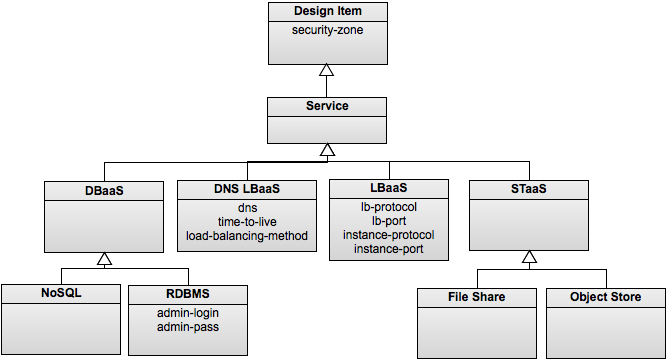 Design Item
security-zone
Service
DBaaS
DNS LBaaS
dns
time-to-live
load-balancing-method
LBaaS
lb-protocol
lb-port
instance-protocol
instance-port
STaaS
NoSQL
RDBMS
admin-login
admin-pass
File Share
Object Store